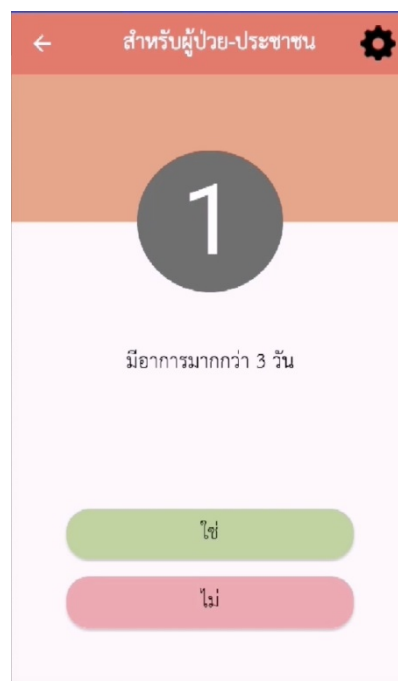 สำหรับผู้ป่วย-ประชาชน
1
มีอาการมากกว่า 3 วัน
ใช่
ไม่